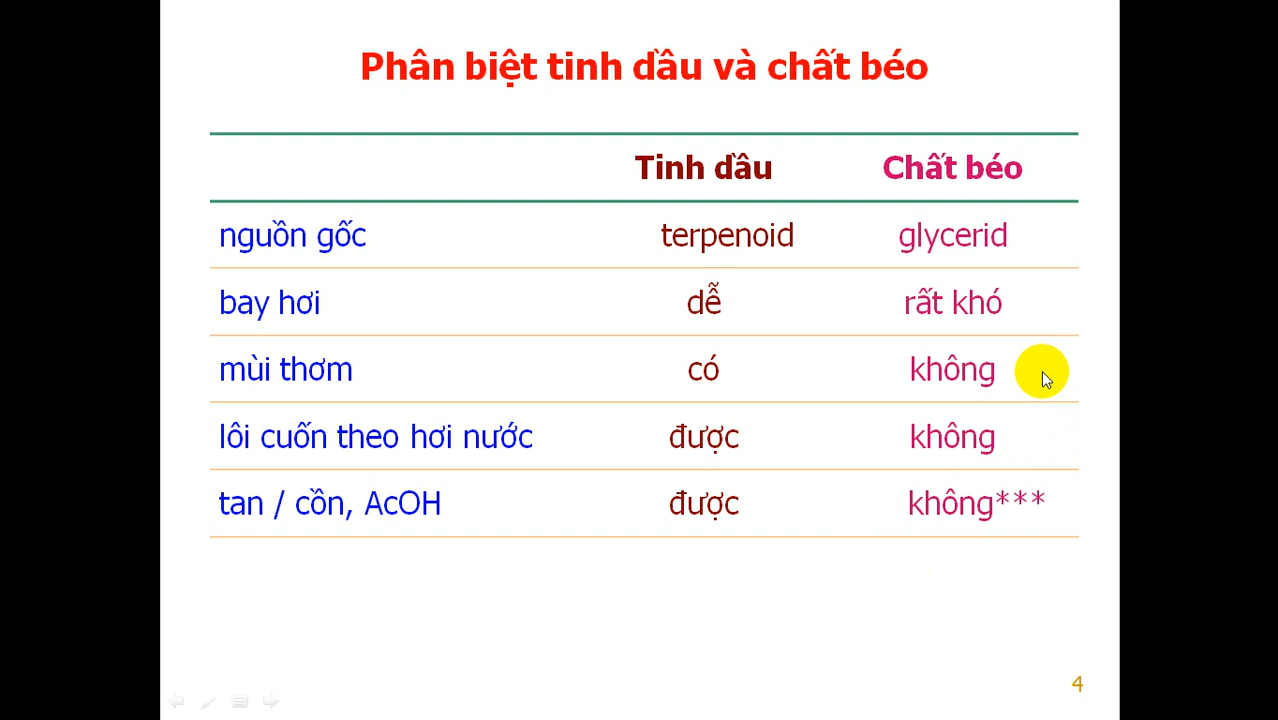 Phân biệt tinh dầu và chất béo
Tinh dầu Chất béo
nguồn gốc terpenoid glycerid
bay hơi dễ rất khó
mùi thơm có không
lôi cuốn theo hơi nước được không
tan / cồn, AcOH được không***
4